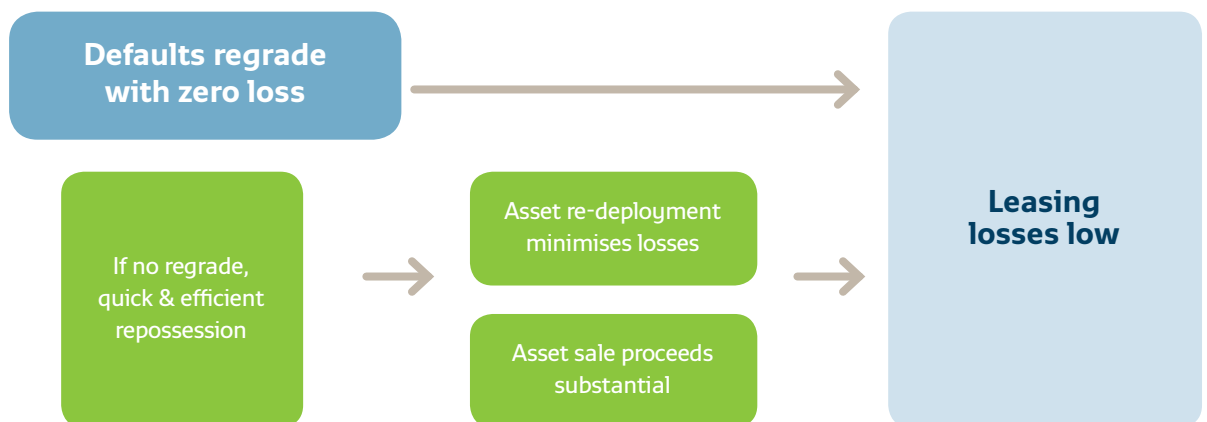 Defaults regrade
with zero loss
If no regrade,
quick & efficient
repossession
Asset re-deployment
minimises losses
Asset sale proceeds
substantial
Leasing
losses low